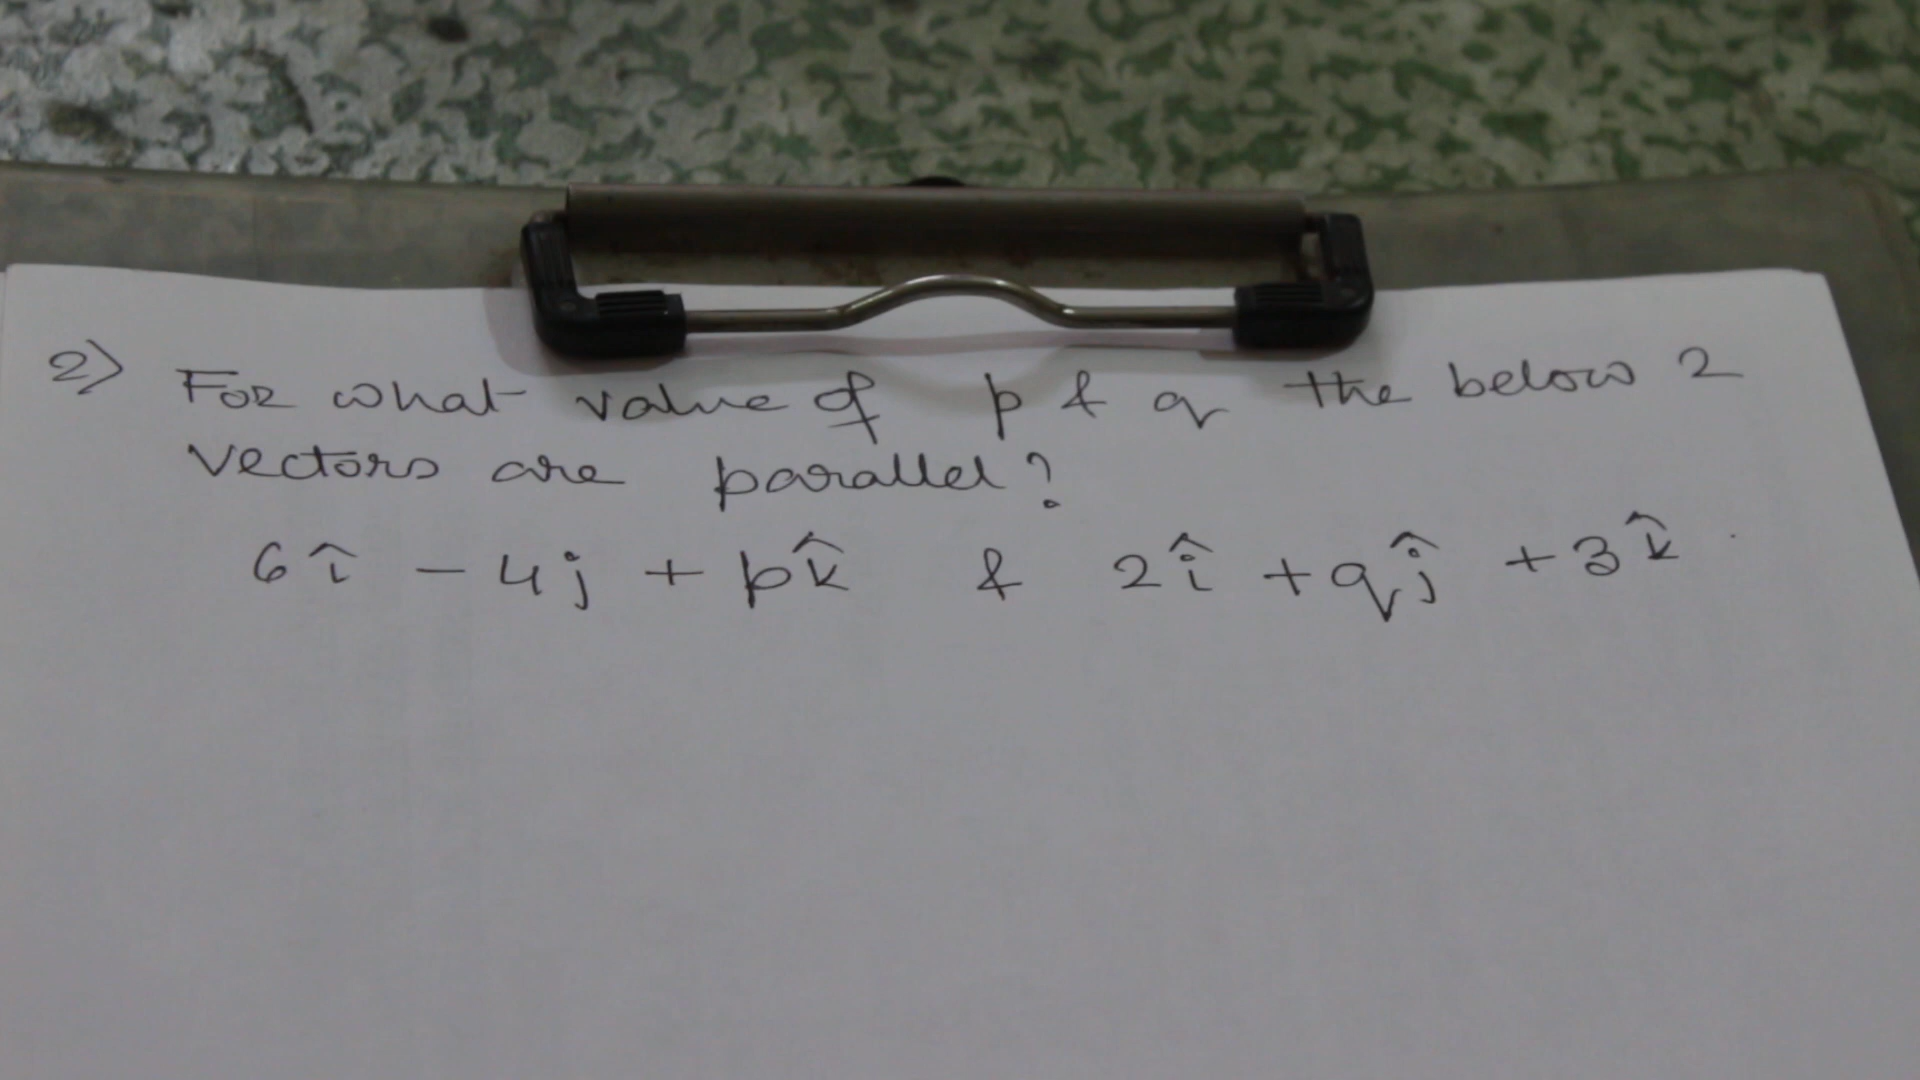 2) For what value of p & q the below 2
vectors are parallel?
6î - 4j + pk̂ & 2î + qĵ + 3k̂.